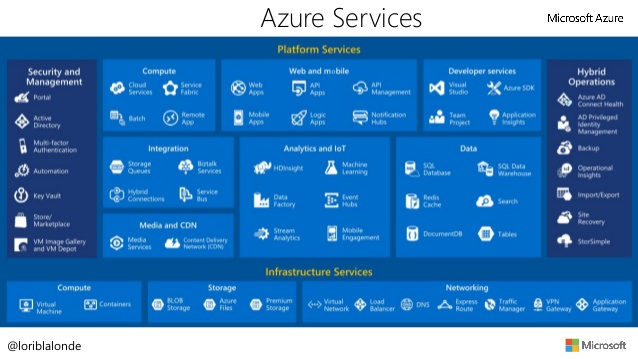 Azure Services
Microsoft Azure
Platform Services
Security and
Management
Portal
Active
Directory
Multi-factor
Authentication
Automation
Key Vault
Store/
Marketplace
VM Image Gallery
and VM Depot
Compute
Cloud
Services
Service
Fabric
Batch
Remote
App
Web and mobile
Web
Apps
API
Apps
API
Management
Mobile
Apps
Logic
Apps
Notification
Hubs
Developer services
Visual
Studio
Azure SDK
Team
Project
Application
Insights
Hybrid
Operations
Azure AD
Connect Health
AD Privileged
Identity
Management
Backup
Operational
Insights
Import/Export
Site
Recovery
StorSimple
Integration
Storage
Queues
Biztalk
Services
Hybrid
Connections
Service
Bus
Analytics and IoT
HDInsight
Machine
Learning
Data
Factory
Event
Hubs
Stream
Analytics
Mobile
Engagement
Data
SQL
Database
SQL Data
Warehouse
Redis
Cache
Search
DocumentDB
Tables
Media and CDN
Media
Services
Content Delivery
Network (CDN)
Infrastructure Services
Compute
Virtual
Machine
Containers
Storage
BLOB
Storage
Azure
Files
Premium
Storage
Networking
Virtual
Network
Load
Balancer
DNS
Express
Route
Traffic
Manager
VPN
Gateway
Application
Gateway
@loriblalonde
Microsoft